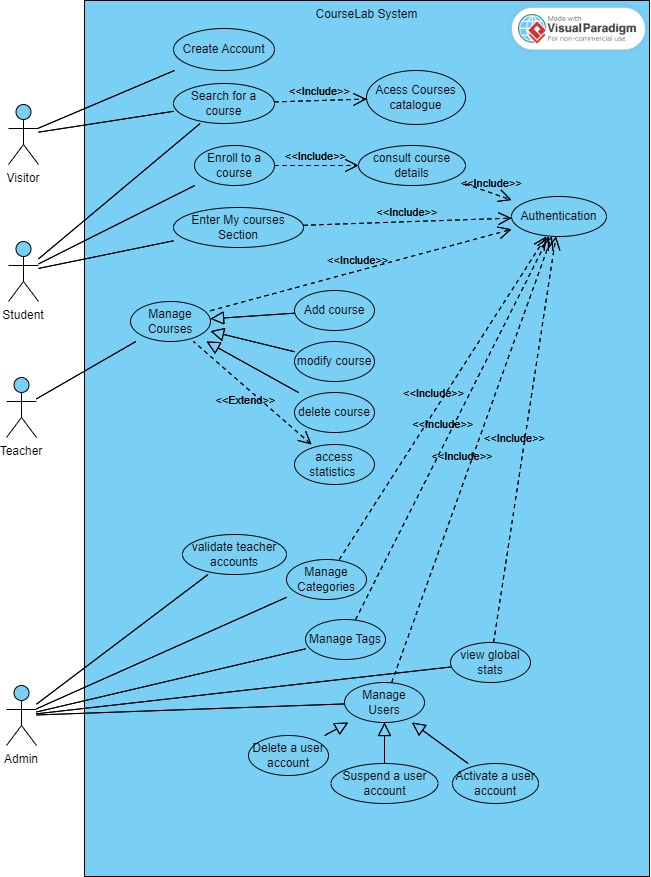 CourseLab System
Made with
VisualParadigm
For non-commercial use
Create Account
Search for a
course
<<Include>>
Acess Courses
catalogue
Visitor
Enroll to a
course
<<Include>>
consult course
details
<<Include>>
Enter My courses
Section
<<Include>>
Authentication
Student
<<Include>>
Manage
Courses
Add course
modify course
delete course
<<Extend>>
access
statistics
Teacher
<<Include>>
<<Include>>
<<Include>>
<<Include>>
validate teacher
accounts
Manage
Categories
Manage Tags
view global
stats
Manage
Users
Admin
Delete a user
account
Suspend a user
account
Activate a user
account